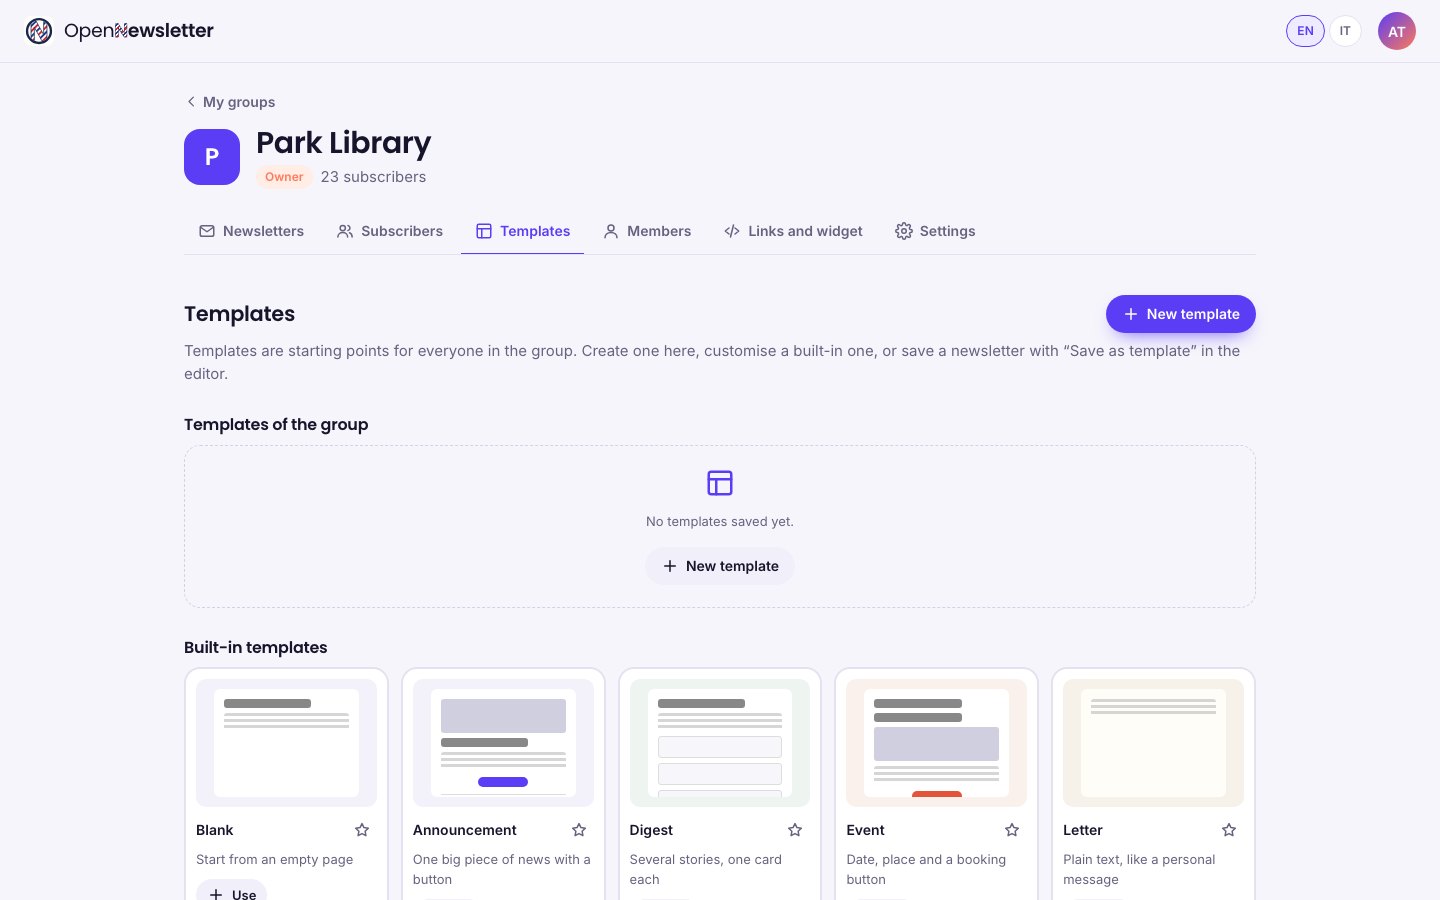 OpenNewsletter
EN
IT
AT
My groups
P
Park Library
Owner
23 subscribers
Newsletters
Subscribers
Templates
Members
Links and widget
Settings
Templates
New template
Templates are starting points for everyone in the group. Create one here, customise a built-in one, or save a newsletter with “Save as template” in the
editor.
Templates of the group
No templates saved yet.
New template
Built-in templates
Blank
Start from an empty page
Use
Announcement
One big piece of news with a
button
Digest
Several stories, one card
each
Event
Date, place and a booking
button
Letter
Plain text, like a personal
message